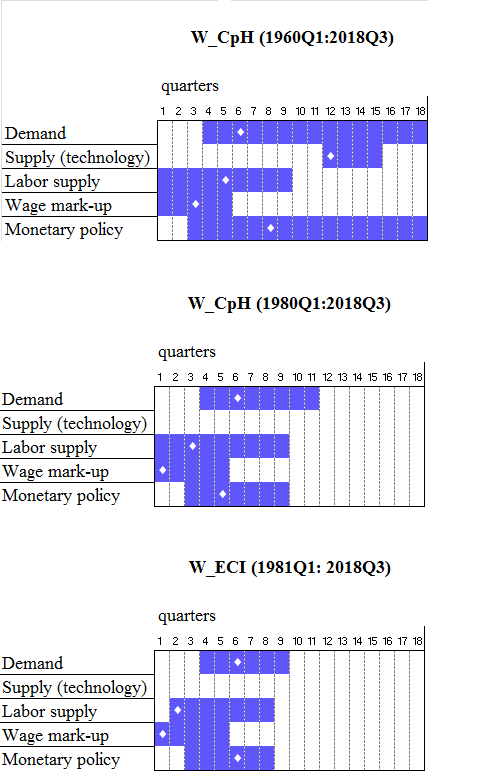 W_CpH (1960Q1:2018Q3)
quarters
1 2 3 4 5 6 7 8 9 10 11 12 13 14 15 16 17 18
Demand
Supply (technology)
Labor supply
Wage mark-up
Monetary policy
W_CpH (1980Q1:2018Q3)
quarters
1 2 3 4 5 6 7 8 9 10 11 12 13 14 15 16 17 18
Demand
Supply (technology)
Labor supply
Wage mark-up
Monetary policy
W_ECI (1981Q1: 2018Q3)
quarters
1 2 3 4 5 6 7 8 9 10 11 12 13 14 15 16 17 18
Demand
Supply (technology)
Labor supply
Wage mark-up
Monetary policy